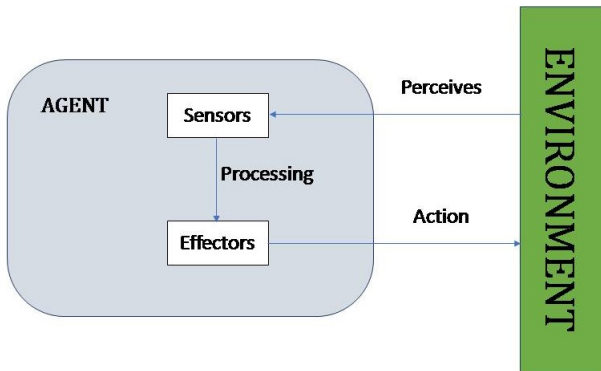 AGENT
Sensors
Perceives
Processing
Effectors
Action
ENVIRONMENT